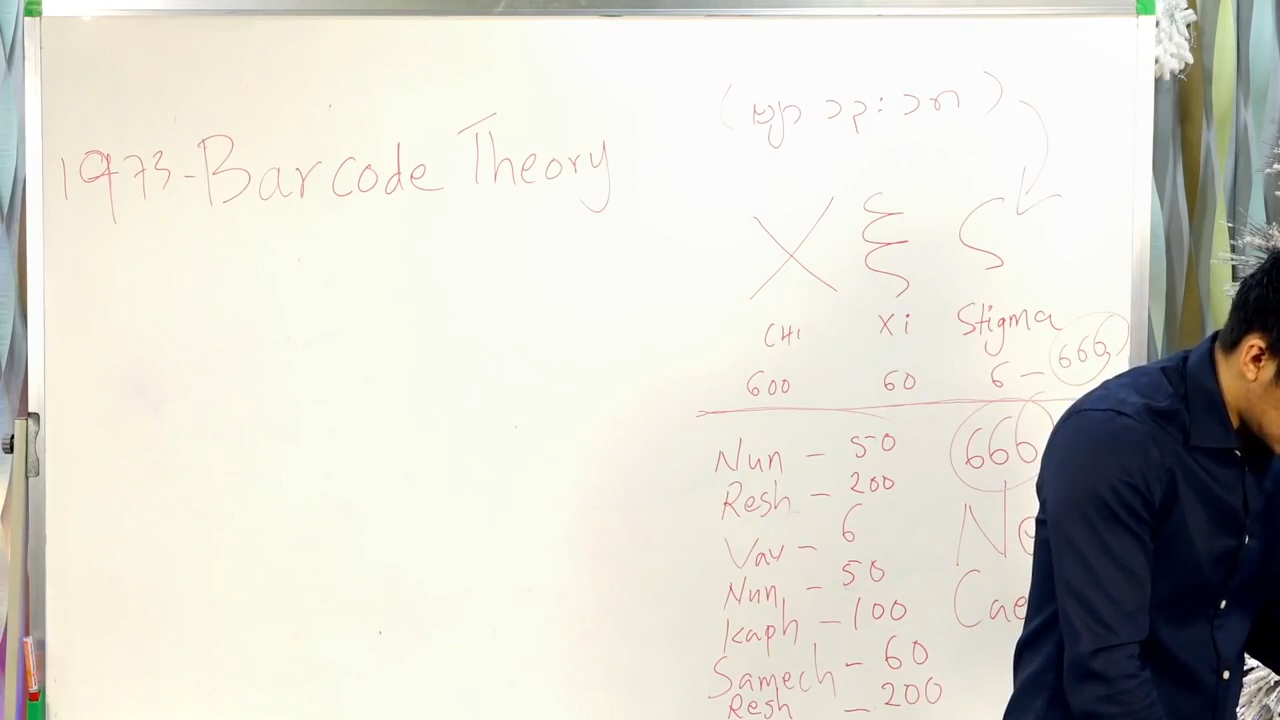 1973-Barcode Theory
Χ ξ ς
CHI Xi Stigma
600 60 6 – 666
Nun – 50
Resh – 200
Vav – 6
Nun – 50
Kaph – 100
Samech – 60
Resh – 200
666